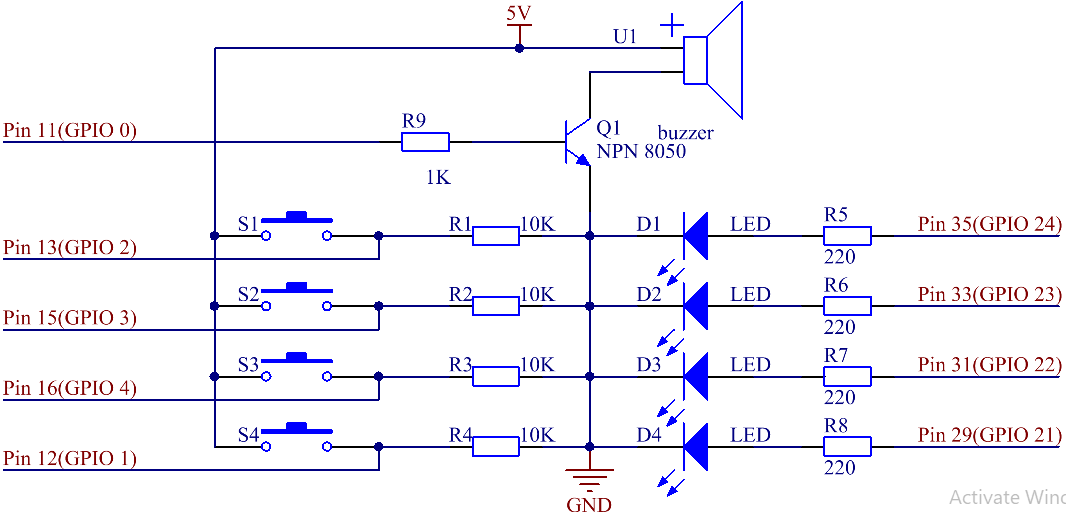 5V
U1
Pin 11(GPIO 0)
R9
1K
Q1
NPN 8050
buzzer
S1
R1
10K
D1
LED
R5
220
Pin 35(GPIO 24)
Pin 13(GPIO 2)
S2
R2
10K
D2
LED
R6
220
Pin 33(GPIO 23)
Pin 15(GPIO 3)
S3
R3
10K
D3
LED
R7
220
Pin 31(GPIO 22)
Pin 16(GPIO 4)
S4
R4
10K
D4
LED
R8
220
Pin 29(GPIO 21)
Pin 12(GPIO 1)
GND
Activate Wind